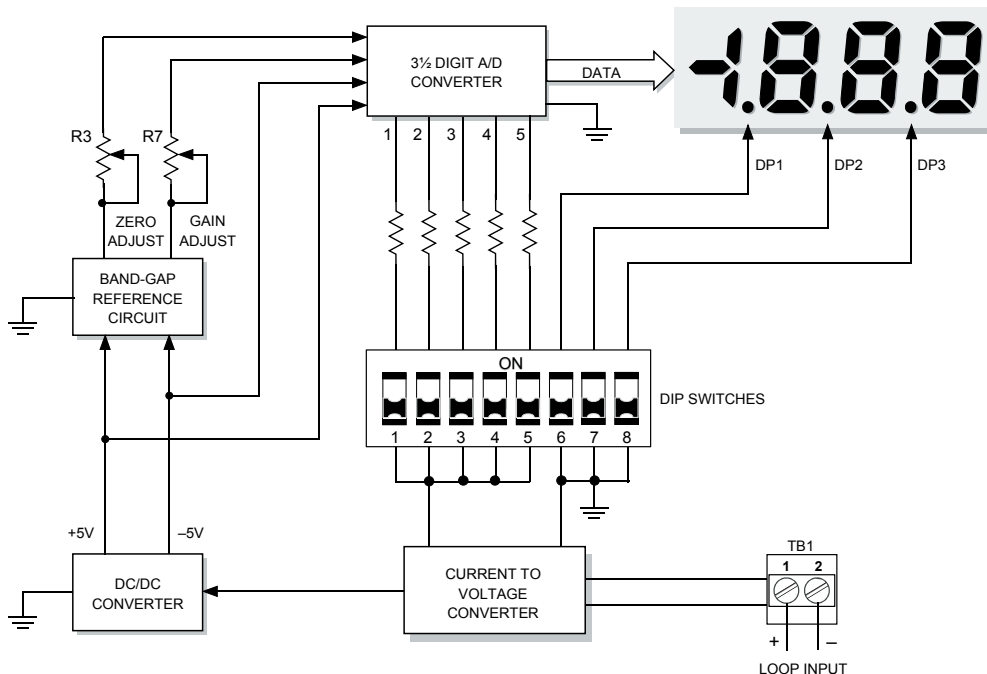 3½ DIGIT A/D
CONVERTER
DATA
-1.8.8.8
1 2 3 4 5
R3
R7
DP1
DP2
DP3
ZERO
ADJUST
GAIN
ADJUST
BAND-GAP
REFERENCE
CIRCUIT
ON
DIP SWITCHES
1 2 3 4 5 6 7 8
+5V
–5V
DC/DC
CONVERTER
CURRENT TO
VOLTAGE
CONVERTER
TB1
1 2
+ –
LOOP INPUT